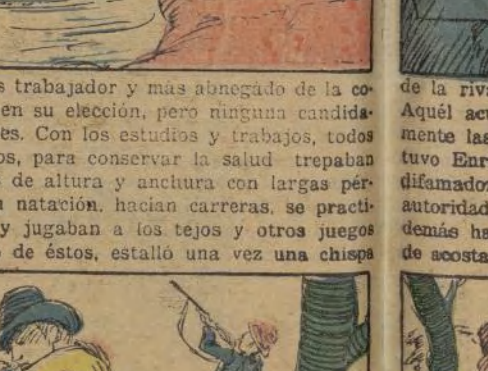 s trabajador y más abnegado de la co-
en su elección, pero ninguna candida-
es. Con los estudios y trabajos, todos
os, para conservar la salud trepaban
de altura y anchura con largas pér-
natación, hacían carreras, se practi-
y jugaban a los tejos y otros juegos
de éstos, estalló una vez una chispa
de la riva
Aquél acu
mente las
tuvo Enr
difamado
autoridad
demás ha
de acosta